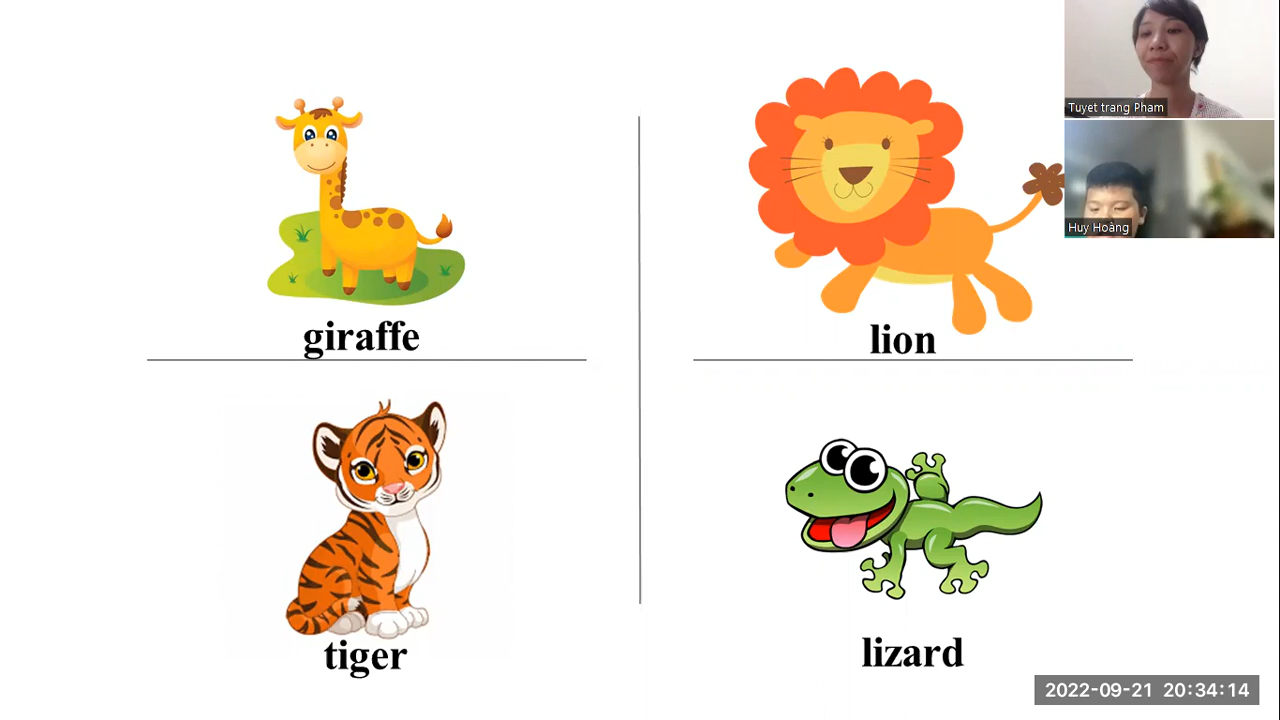 Tuyet trang Pham
Huy Hoàng
giraffe
lion
tiger
lizard
2022-09-21 20:34:14